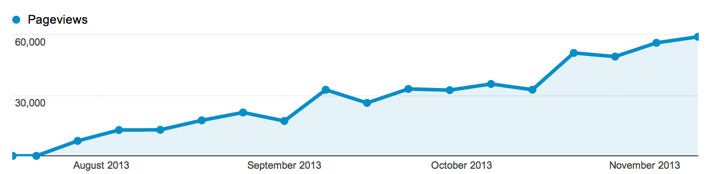 Pageviews
60,000
30,000
August 2013 September 2013 October 2013 November 2013